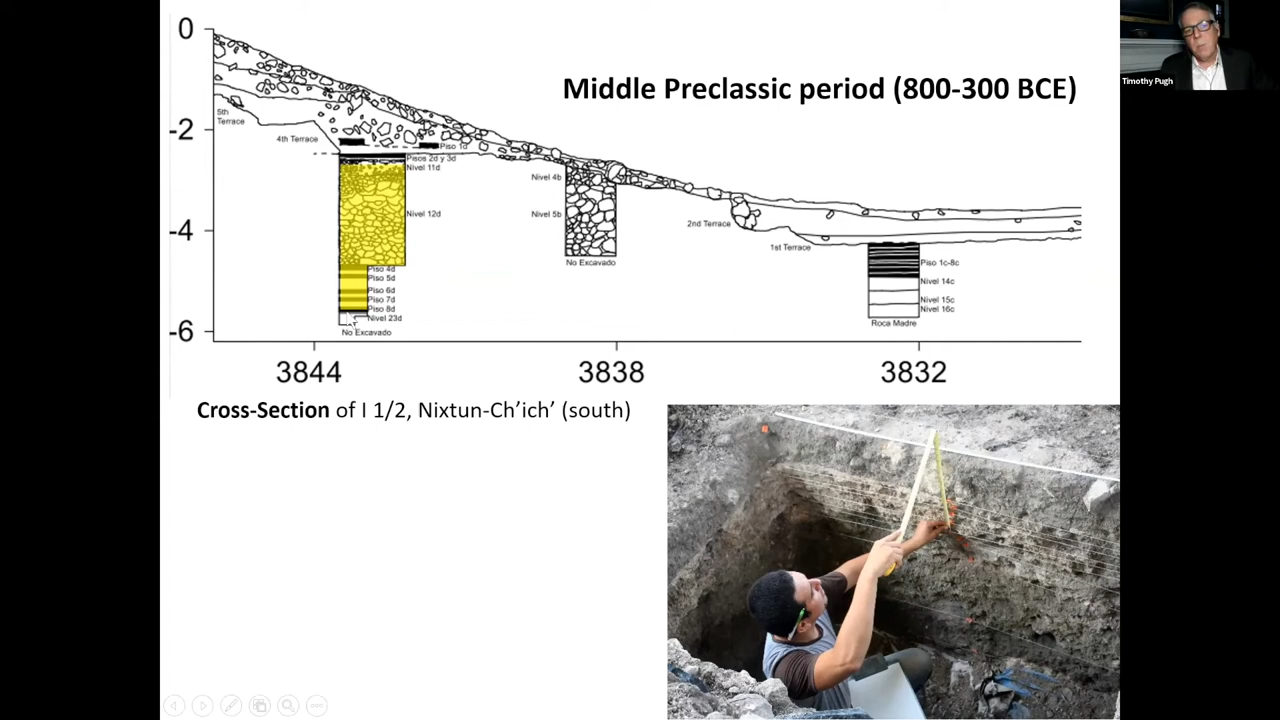 Timothy Pugh
Middle Preclassic period (800-300 BCE)
0
-2
-4
-6
5th
Terrace
4th Terrace
Piso 1d
Pisos 2d y 3d
Nivel 11d
Nivel 12d
Piso 4d
Piso 5d
Piso 6d
Piso 7d
Piso 8d
Nivel 23d
No Excavado
Nivel 4b
Nivel 5b
No Excavado
2nd Terrace
1st Terrace
Piso 1c-8c
Nivel 14c
Nivel 15c
Nivel 16c
Roca Madre
3844
3838
3832
Cross-Section of I 1/2, Nixtun-Ch’ich’ (south)